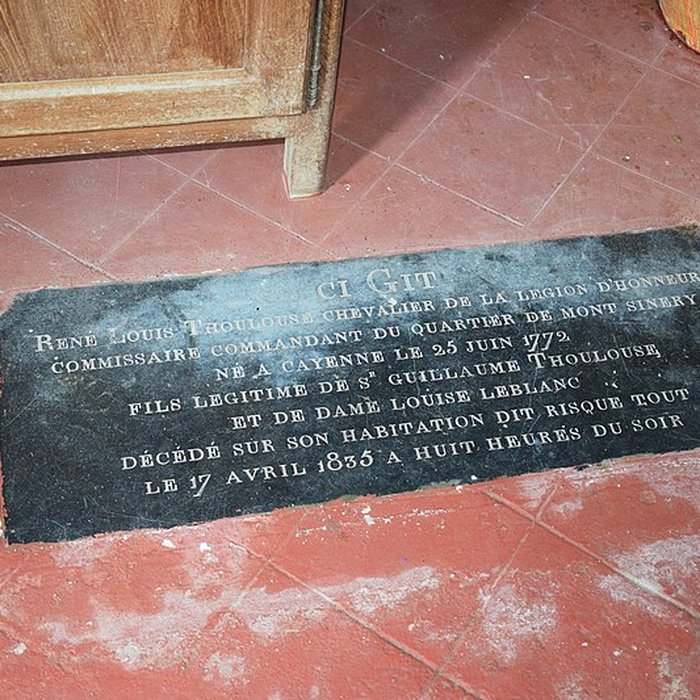 CI GIT
RENE LOUIS THOULOUSE CHEVALIER DE LA LEGION D'HONNEUR
COMMISSAIRE COMMANDANT DU QUARTIER DE MONT SINERY
NE A CAYENNE LE 25 JUIN 1772
FILS LEGITIME DE SR GUILLAUME THOULOUSE,
ET DE DAME LOUISE LEBLANC
DÉCÉDÉ SUR SON HABITATION DIT RISQUE TOUT
LE 17 AVRIL 1835 A HUIT HEURES DU SOIR